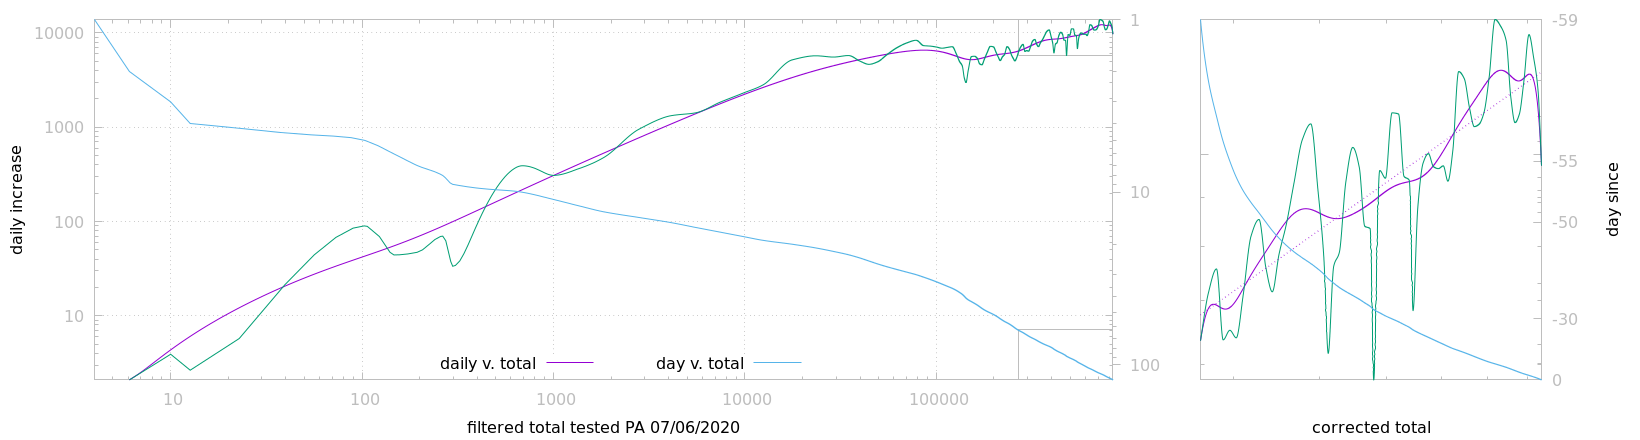 10000
1000
100
10
daily increase
10
100
1000
10000
100000
1
10
100
daily v. total
day v. total
filtered total tested PA 07/06/2020
-59
-55
-50
-30
0
day since
corrected total